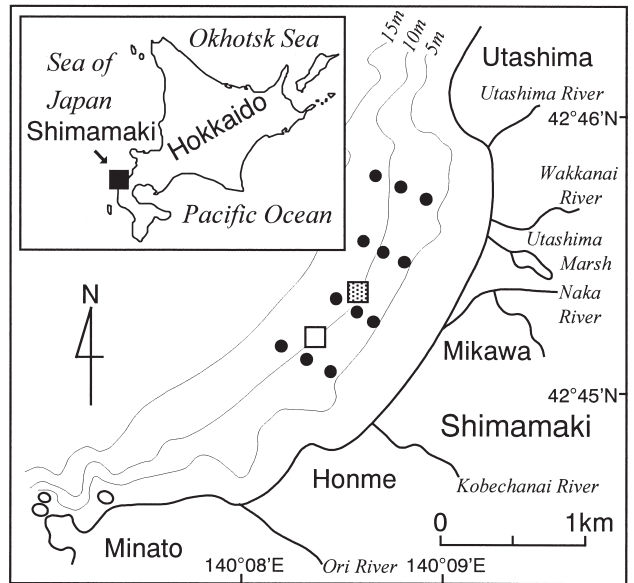 Okhotsk Sea
Sea of
Japan
Shimamaki
Hokkaido
Pacific Ocean
15m
10m
5m
Utashima
Utashima River
42°46'N
Wakkanai
River
Utashima
Marsh
Naka
River
N
Mikawa
42°45'N
Shimamaki
Honme
Kobechanai River
0 1km
Minato
Ori River
140°08'E
140°09'E